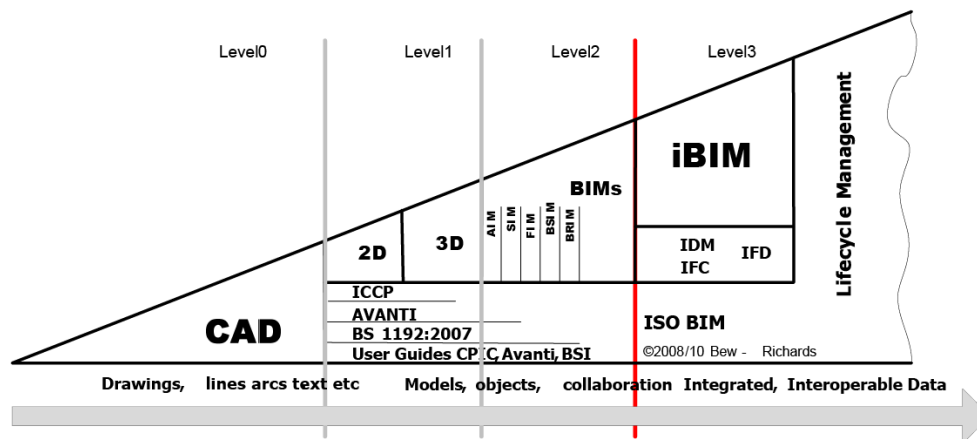 Level0 Level1 Level2 Level3
iBIM
BIMs
AIM
SIM
FIM
BSIM
BRIM
2D 3D
IDM IFD
IFC
Lifecycle Management
CAD
ICCP
AVANTI
BS 1192:2007
User Guides CPIC, Avanti, BSI
ISO BIM
©2008/10 Bew - Richards
Drawings, lines arcs text etc Models, objects, collaboration Integrated, Interoperable Data